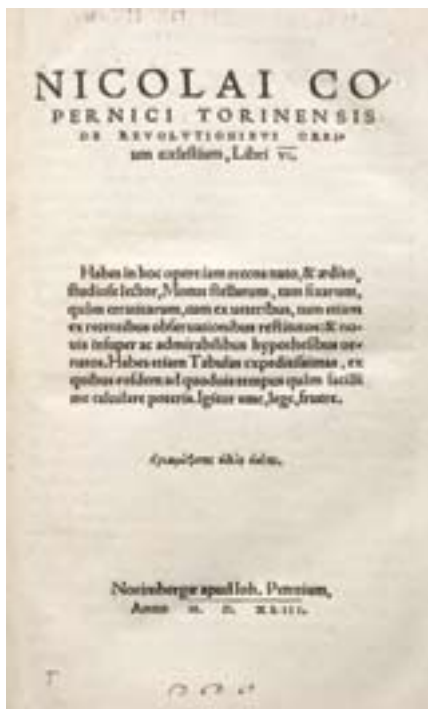 NICOLAI CO
PERNICI TORINENSIS
DE REVOLVTIONIBVS ORBI-
um cœlestium, Libri VI.
Habes in hoc opere iam recens nato, & ædito,
studiose lector, Motus stellarum, tam fixarum,
quàm erraticarum, cum ex ueteribus, tum etiam
ex recentibus obseruationibus restitutos: & no-
uis insuper ac admirabilibus hypothesibus or-
natos. Habes etiam Tabulas expeditissimas, ex
quibus eosdem ad quoduis tempus quàm facilli
me calculare poteris. Igitur eme, lege, fruere.
Norimbergæ apud Ioh. Petreium,
Anno M. D. XLIII.